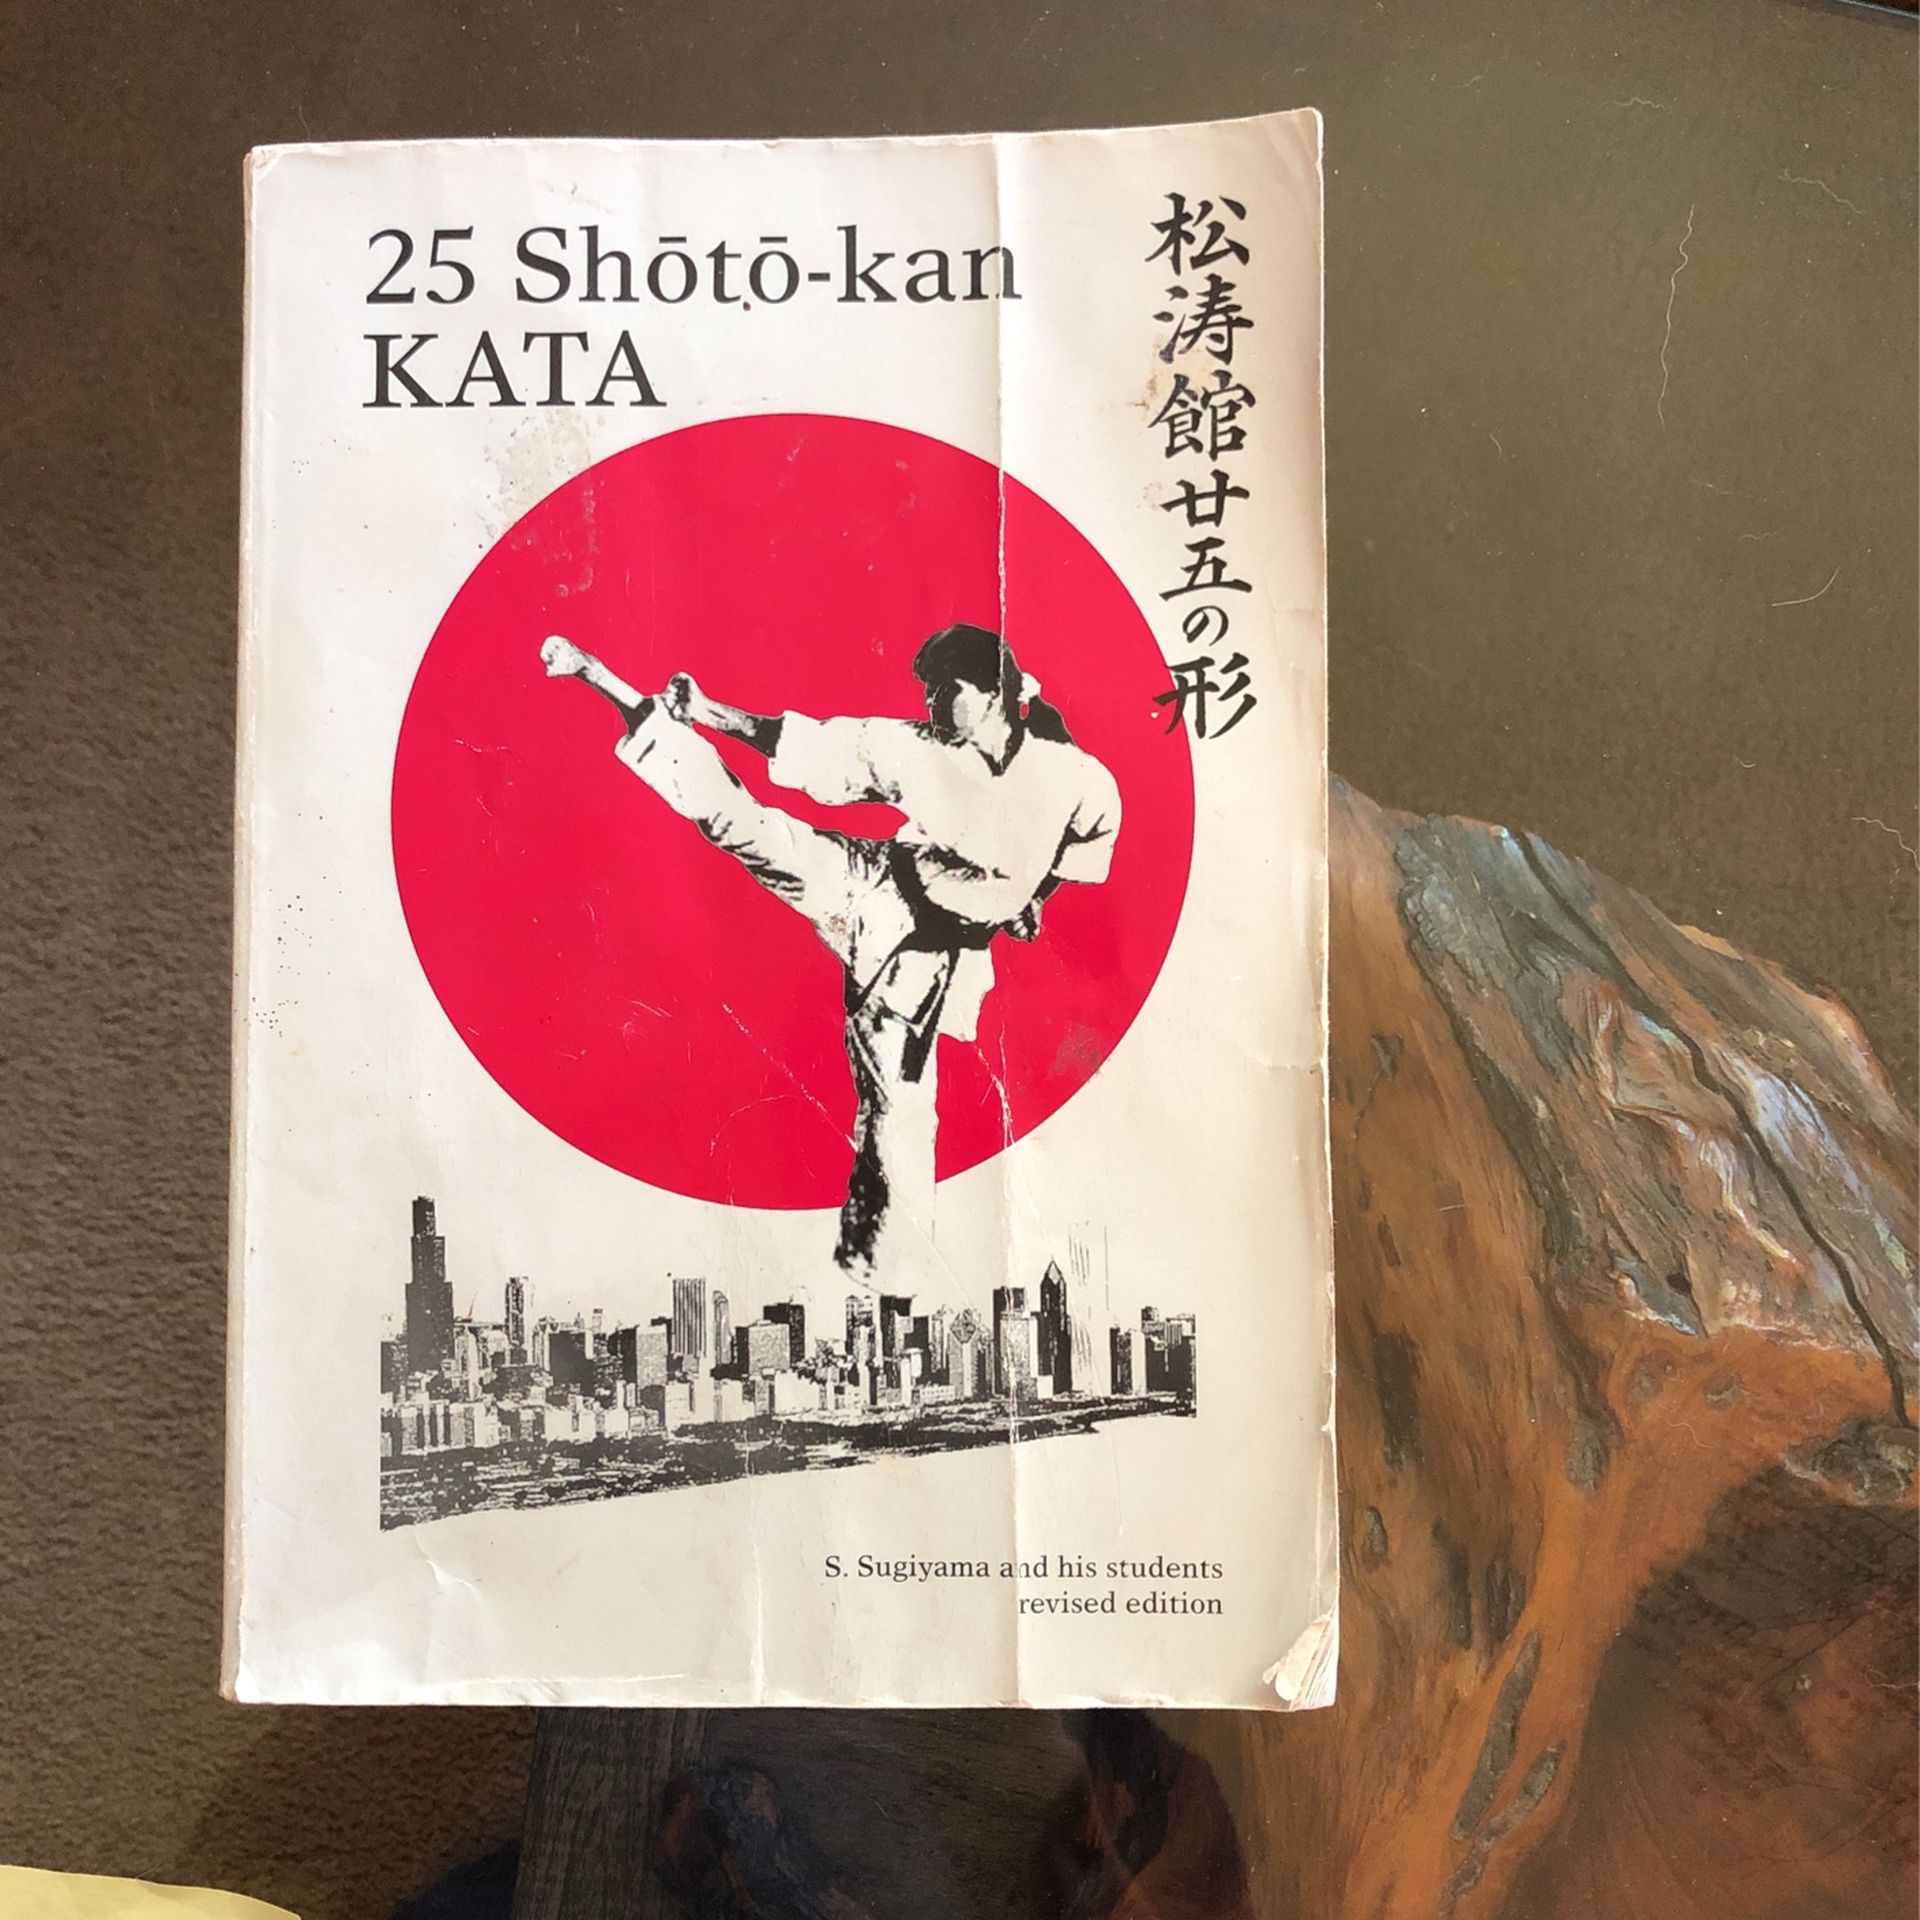 25 Shōtō-kan
KATA
松涛館廿五の形
S. Sugiyama and his students
revised edition